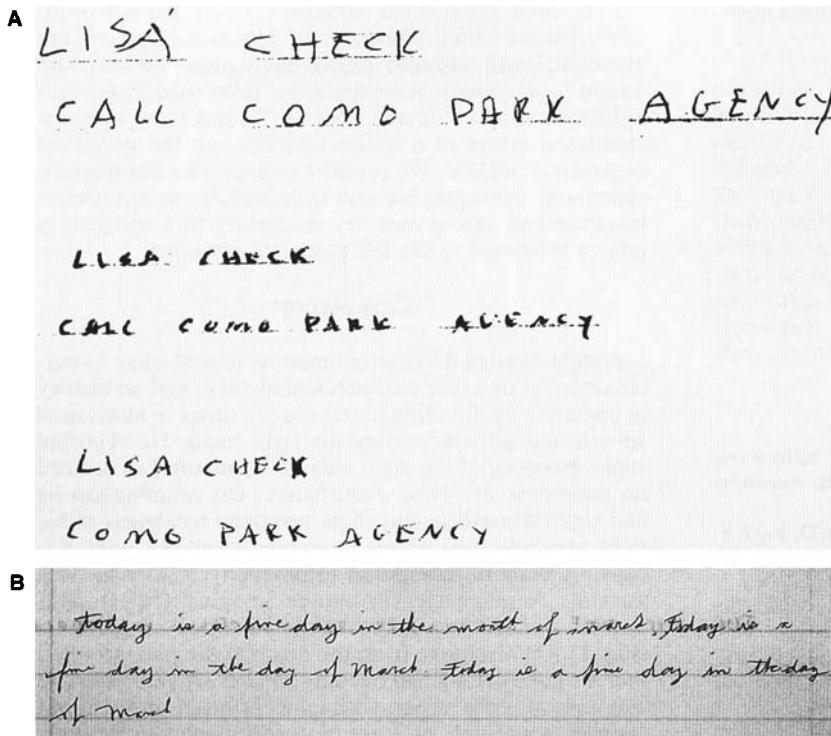 A
LISA CHECK
CALL COMO PARK AGENCY
LISA CHECK
CALL COMO PARK AGENCY
LISA CHECK
COMO PARK AGENCY
B
today is a fine day in the month of march. Today is a
fine day in the day of March. Today is a fine day in the day
of March